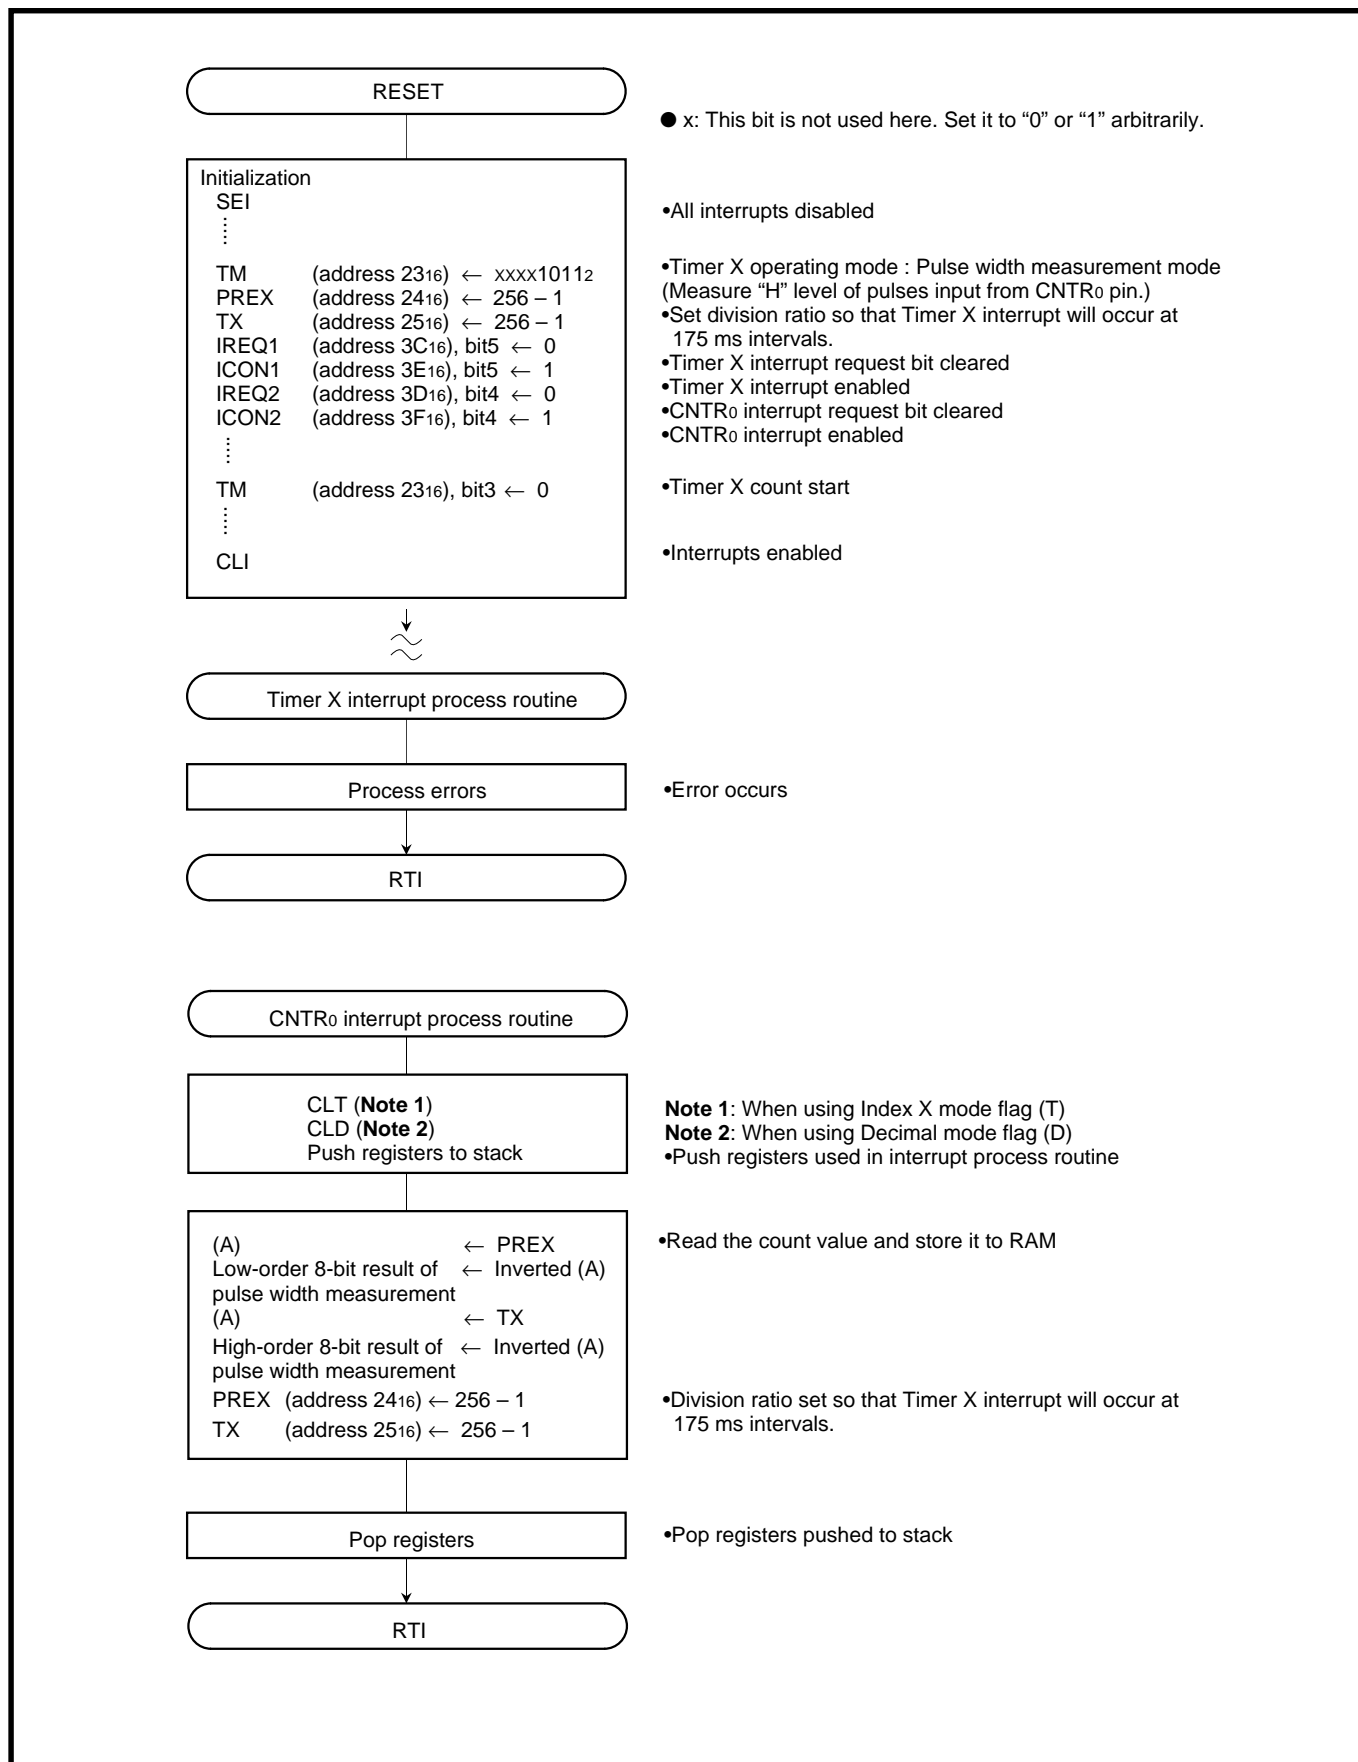 RESET
● x: This bit is not used here. Set it to “0” or “1” arbitrarily.
Initialization
SEI
•All interrupts disabled
TM (address 2316) ← XXXX10112
•Timer X operating mode : Pulse width measurement mode
(Measure “H” level of pulses input from CNTR0 pin.)
PREX (address 2416) ← 256 – 1
TX (address 2516) ← 256 – 1
•Set division ratio so that Timer X interrupt will occur at
175 ms intervals.
IREQ1 (address 3C16), bit5 ← 0
•Timer X interrupt request bit cleared
ICON1 (address 3E16), bit5 ← 1
•Timer X interrupt enabled
IREQ2 (address 3D16), bit4 ← 0
•CNTR0 interrupt request bit cleared
ICON2 (address 3F16), bit4 ← 1
•CNTR0 interrupt enabled
TM (address 2316), bit3 ← 0
•Timer X count start
CLI
•Interrupts enabled
Timer X interrupt process routine
Process errors
•Error occurs
RTI
CNTR0 interrupt process routine
CLT (Note 1)
CLD (Note 2)
Push registers to stack
Note 1: When using Index X mode flag (T)
Note 2: When using Decimal mode flag (D)
•Push registers used in interrupt process routine
(A) ← PREX
•Read the count value and store it to RAM
Low-order 8-bit result of ← Inverted (A)
pulse width measurement
(A) ← TX
High-order 8-bit result of ← Inverted (A)
pulse width measurement
PREX (address 2416) ← 256 – 1
TX (address 2516) ← 256 – 1
•Division ratio set so that Timer X interrupt will occur at
175 ms intervals.
Pop registers
•Pop registers pushed to stack
RTI